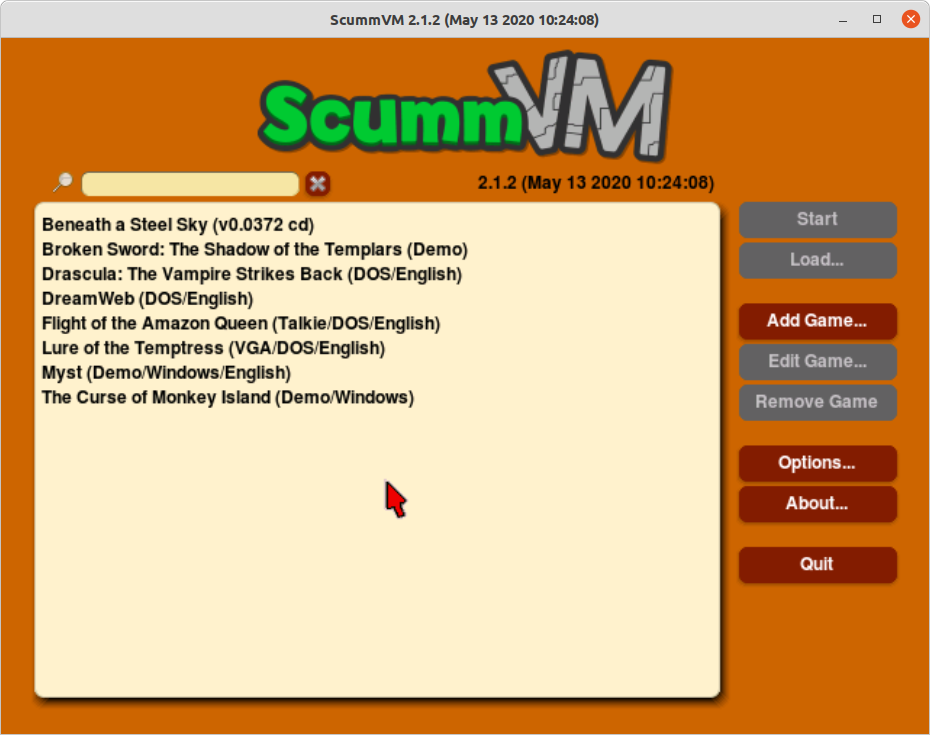 ScummVM 2.1.2 (May 13 2020 10:24:08)
ScummVM
2.1.2 (May 13 2020 10:24:08)
Beneath a Steel Sky (v0.0372 cd)
Broken Sword: The Shadow of the Templars (Demo)
Drascula: The Vampire Strikes Back (DOS/English)
DreamWeb (DOS/English)
Flight of the Amazon Queen (Talkie/DOS/English)
Lure of the Temptress (VGA/DOS/English)
Myst (Demo/Windows/English)
The Curse of Monkey Island (Demo/Windows)
Start
Load...
Add Game...
Edit Game...
Remove Game
Options...
About...
Quit